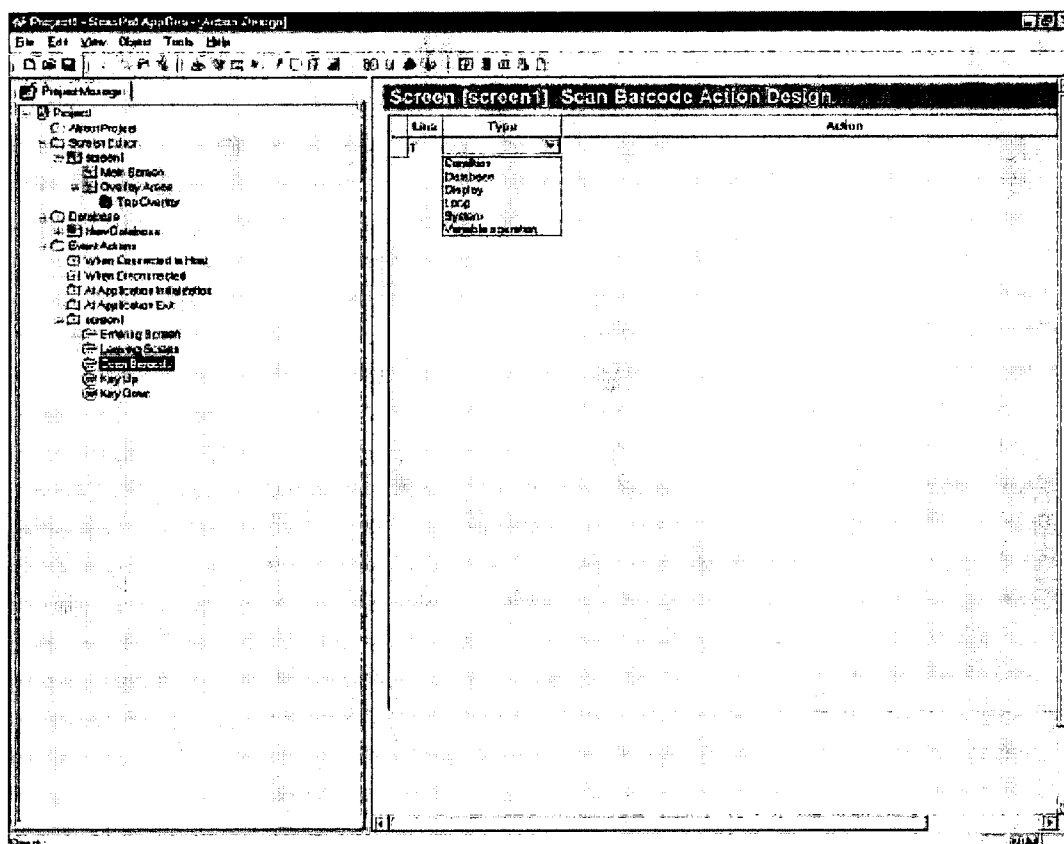 Project1 - ScanPal AppGen - [Action Design]
File Edit View Object Tools Help
Project Manager
Project
About Project
Screen Editor
screen1
Main Screen
Overlay Areas
Top Overlay
Database
New Database
Event Actions
When Connected to Host
When Disconnected
At Application Initialization
At Application Exit
screen1
Entering Screen
Leaving Screen
Scan Barcode
Key Up
Key Down
Screen [screen1] Scan Barcode Action Design
Line Type Action
1
Condition
Database
Display
Loop
System
Variable operation